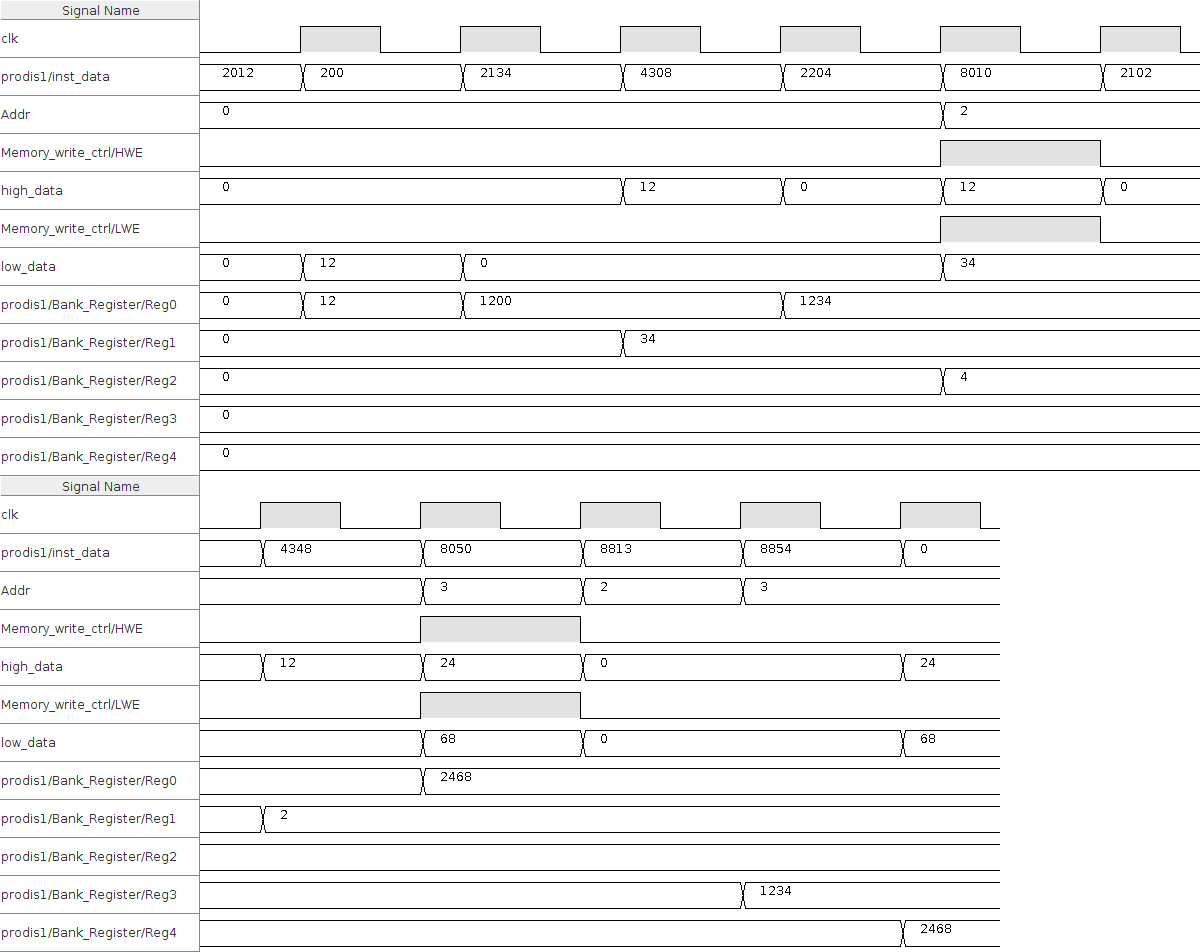 Signal Name
clk
prodis1/inst_data 2012 200 2134 4308 2204 8010 2102
Addr 0 2
Memory_write_ctrl/HWE
high_data 0 12 0 12 0
Memory_write_ctrl/LWE
low_data 0 12 0 34
prodis1/Bank_Register/Reg0 0 12 1200 1234
prodis1/Bank_Register/Reg1 0 34
prodis1/Bank_Register/Reg2 0 4
prodis1/Bank_Register/Reg3 0
prodis1/Bank_Register/Reg4 0
Signal Name
clk
prodis1/inst_data 4348 8050 8813 8854 0
Addr 3 2 3
Memory_write_ctrl/HWE
high_data 12 24 0 24
Memory_write_ctrl/LWE
low_data 68 0 68
prodis1/Bank_Register/Reg0 2468
prodis1/Bank_Register/Reg1 2
prodis1/Bank_Register/Reg2
prodis1/Bank_Register/Reg3 1234
prodis1/Bank_Register/Reg4 2468